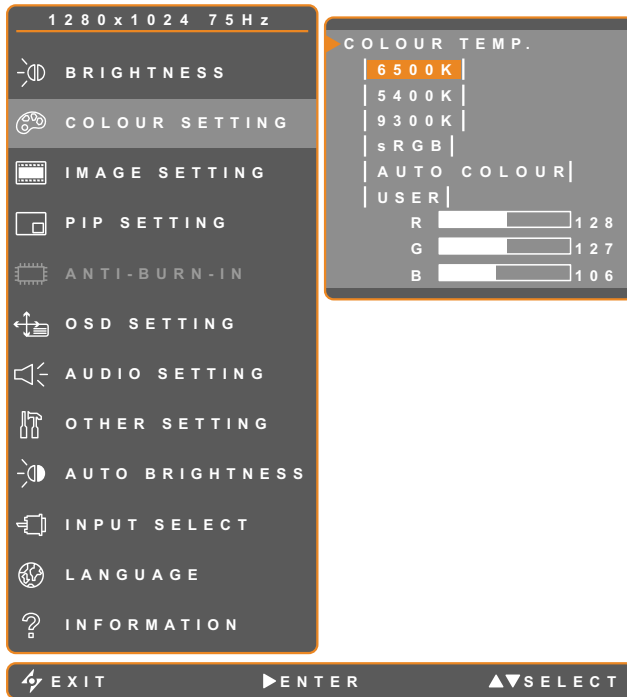 1280x1024 75Hz
BRIGHTNESS
COLOUR SETTING
IMAGE SETTING
PIP SETTING
ANTI-BURN-IN
OSD SETTING
AUDIO SETTING
OTHER SETTING
AUTO BRIGHTNESS
INPUT SELECT
LANGUAGE
INFORMATION
COLOUR TEMP.
6500K
5400K
9300K
sRGB
AUTO COLOUR
USER
R 128
G 127
B 106
EXIT ENTER SELECT